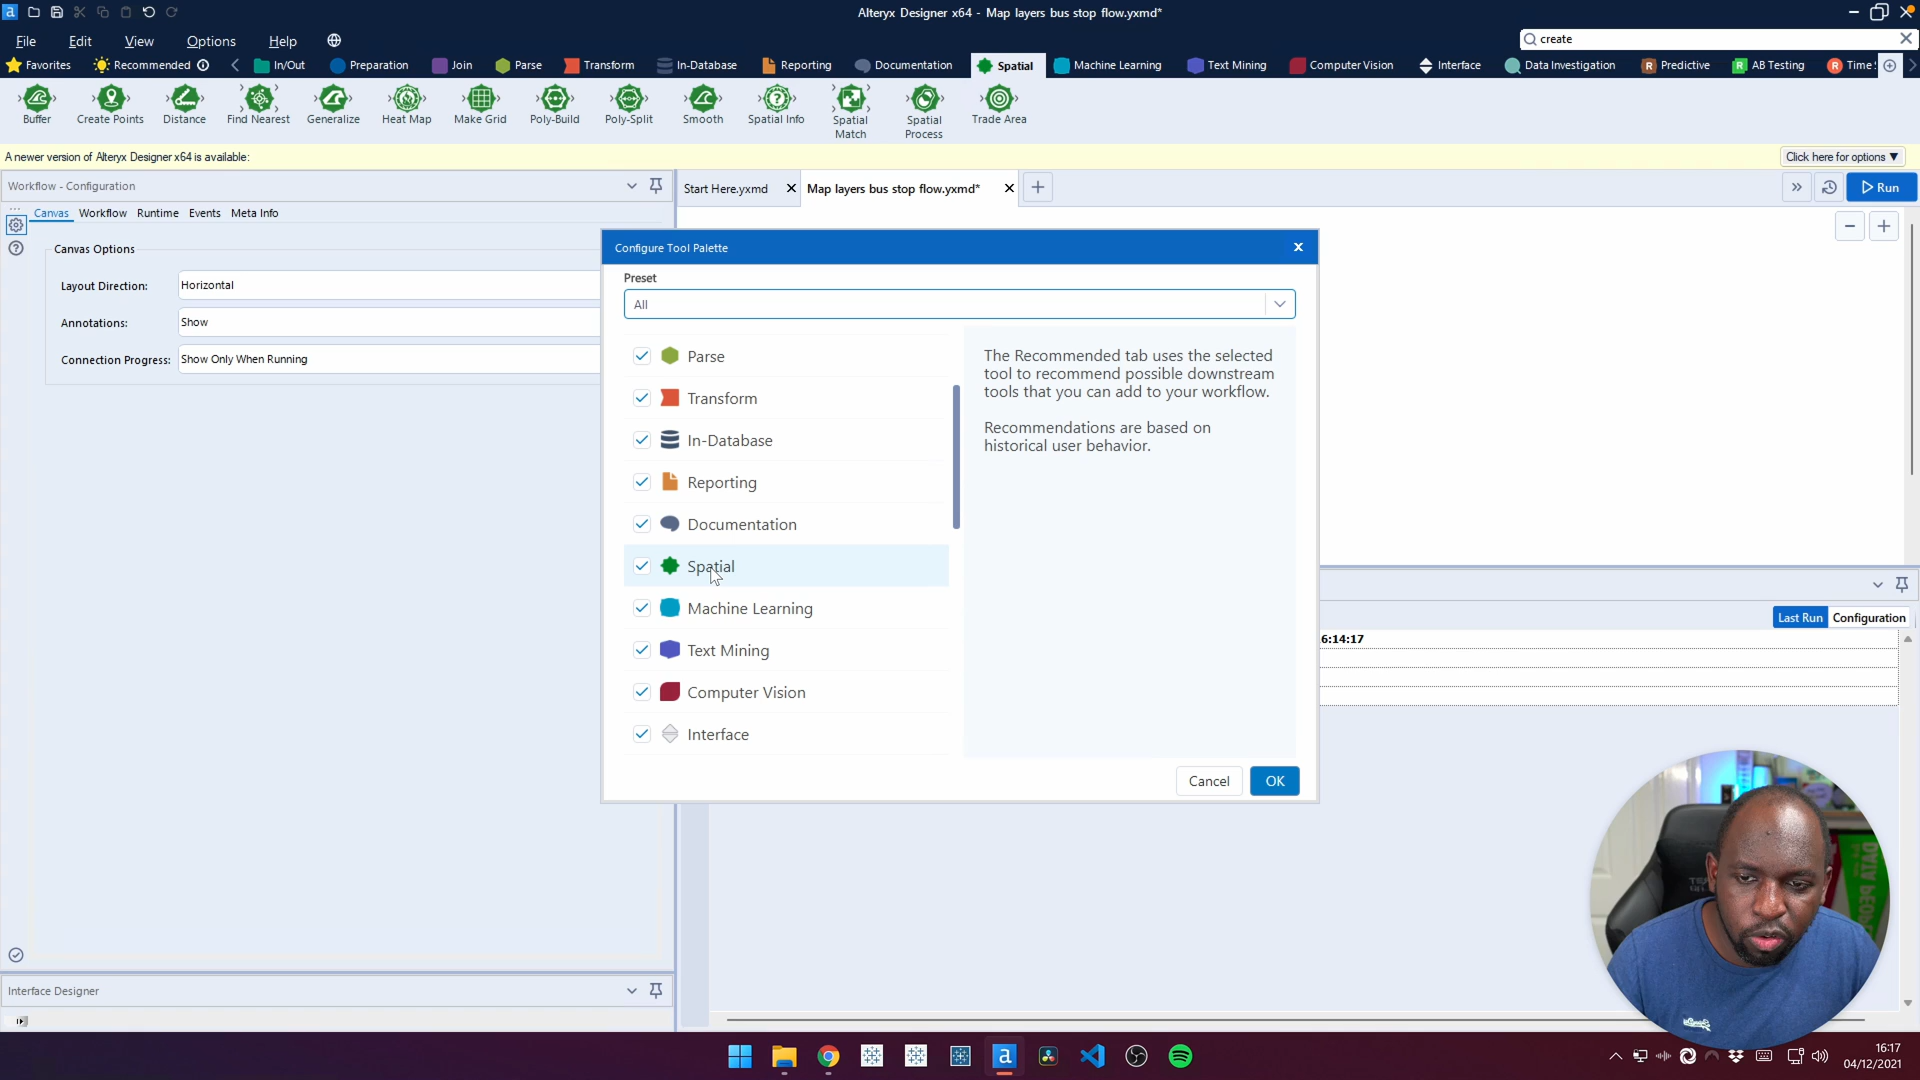 Alteryx Designer x64 - Map layers bus stop flow.yxmd*
File Edit View Options Help
create
Favorites Recommended In/Out Preparation Join Parse Transform In-Database Reporting Documentation Spatial Machine Learning Text Mining Computer Vision Interface Data Investigation Predictive AB Testing Time
Buffer Create Points Distance Find Nearest Generalize Heat Map Make Grid Poly-Build Poly-Split Smooth Spatial Info Spatial Match Spatial Process Trade Area
A newer version of Alteryx Designer x64 is available:
Click here for options ▼
Workflow - Configuration
Start Here.yxmd
Map layers bus stop flow.yxmd*
Run
Canvas Workflow Runtime Events Meta Info
Canvas Options
Layout Direction: Horizontal
Annotations: Show
Connection Progress: Show Only When Running
Configure Tool Palette
Preset
All
Parse
Transform
In-Database
Reporting
Documentation
Spatial
Machine Learning
Text Mining
Computer Vision
Interface
The Recommended tab uses the selected
tool to recommend possible downstream
tools that you can add to your workflow.
Recommendations are based on
historical user behavior.
Cancel OK
Last Run Configuration
6:14:17
Interface Designer
16:17
04/12/2021